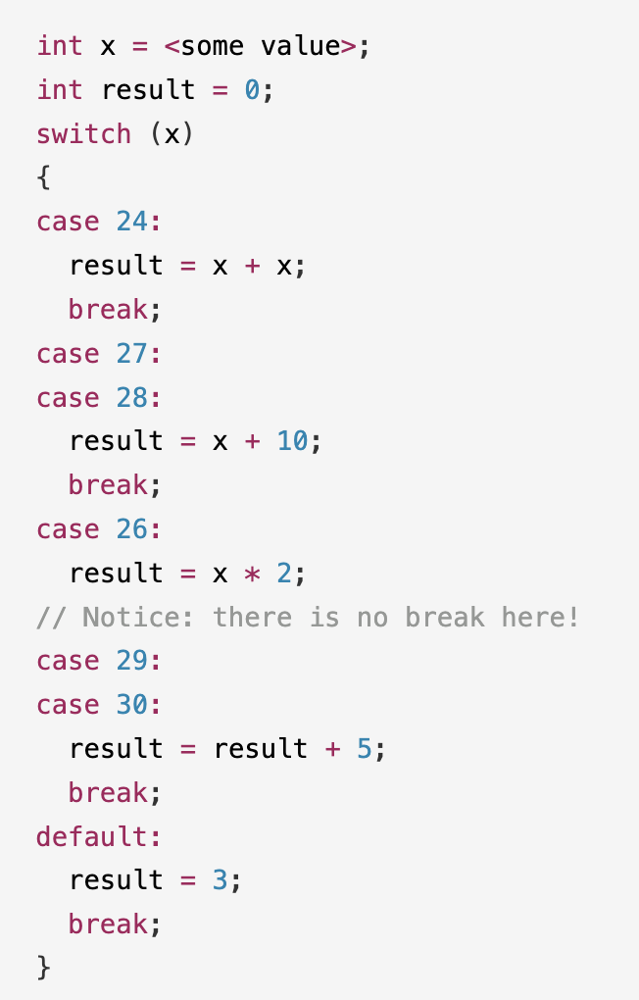 int x = <some value>;
int result = 0;
switch (x)
{
case 24:
  result = x + x;
  break;
case 27:
case 28:
  result = x + 10;
  break;
case 26:
  result = x * 2;
// Notice: there is no break here!
case 29:
case 30:
  result = result + 5;
  break;
default:
  result = 3;
  break;
}